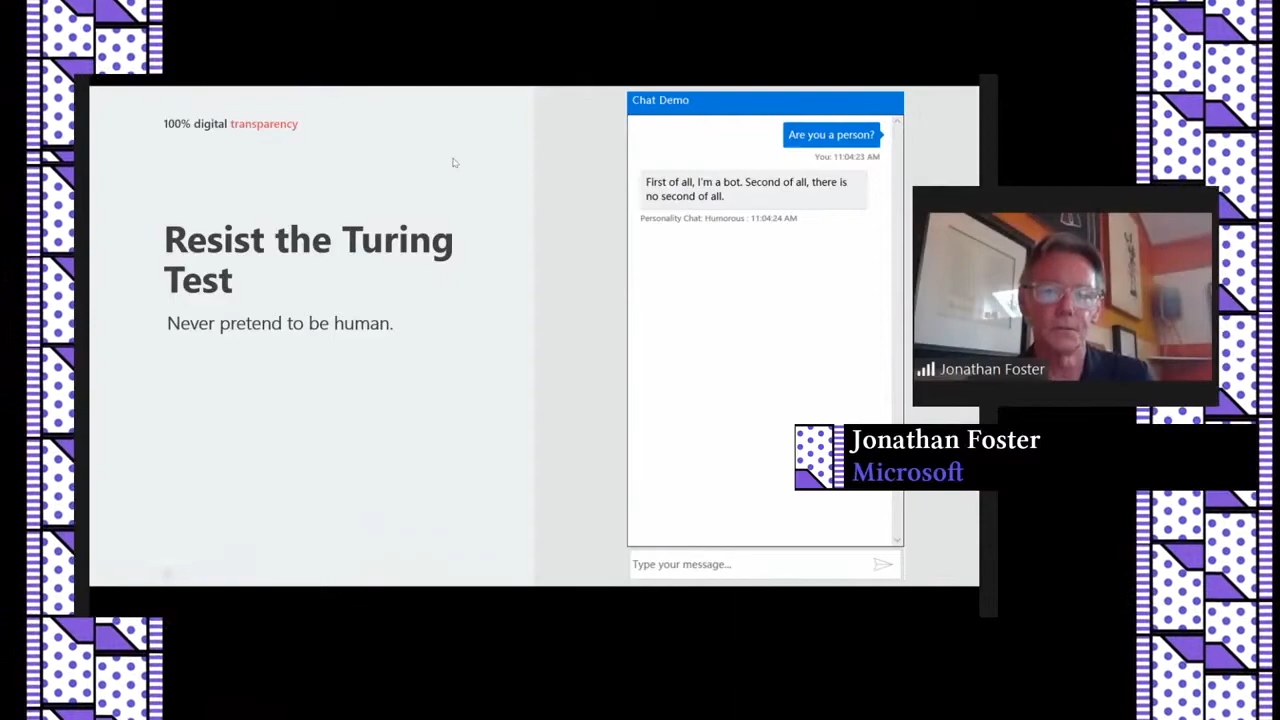 100% digital transparency
Resist the Turing
Test
Never pretend to be human.
Chat Demo
Are you a person?
You: 11:04:23 AM
First of all, I'm a bot. Second of all, there is
no second of all.
Personality Chat: Humorous : 11:04:24 AM
Type your message...
Jonathan Foster
Jonathan Foster
Microsoft